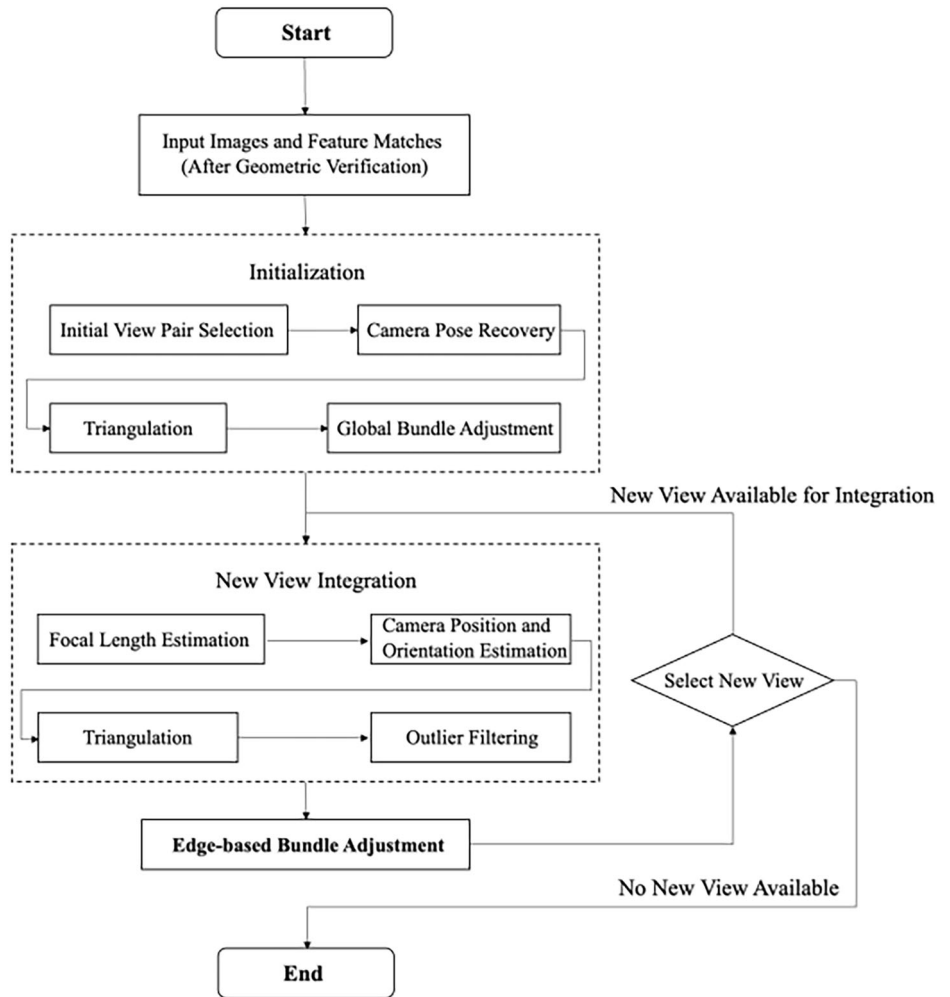 Start
Input Images and Feature Matches
(After Geometric Verification)
Initialization
Initial View Pair Selection
Camera Pose Recovery
Triangulation
Global Bundle Adjustment
New View Available for Integration
New View Integration
Focal Length Estimation
Camera Position and
Orientation Estimation
Select New View
Triangulation
Outlier Filtering
Edge-based Bundle Adjustment
No New View Available
End